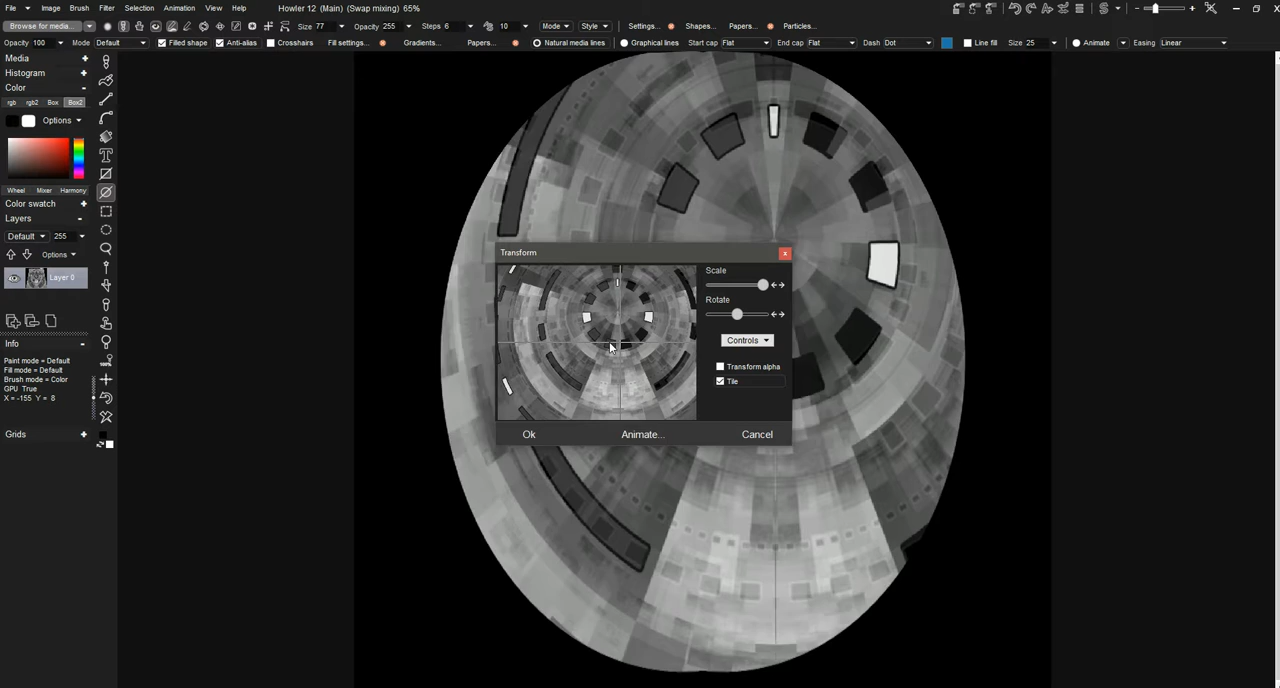 File Image Brush Filter Selection Animation View Help Howler 12 (Main) (Swap mixing) 65%
Browse for media... Size 77 Opacity 255 Steps 6 10 Mode Style Settings... Shapes... Papers... Particles...
Opacity 100 Mode Default Filled shape Anti-alias Crosshairs Fill settings... Gradients... Papers... Natural media lines Graphical lines Start cap Flat End cap Flat Dash Dot Line fill Size 25 Animate Easing Linear
Media +
Histogram +
Color -
rgb rgb2 Box Box2
Options
Wheel Mixer Harmony
Color swatch +
Layers -
Default 255
Options
Layer 0
Info -
Paint mode = Default
Fill mode = Default
Brush mode = Color
GPU True
X = -155 Y = 8
Grids +
100%
Transform x
Scale
Rotate
Controls
Transform alpha
Tile
Ok Animate... Cancel